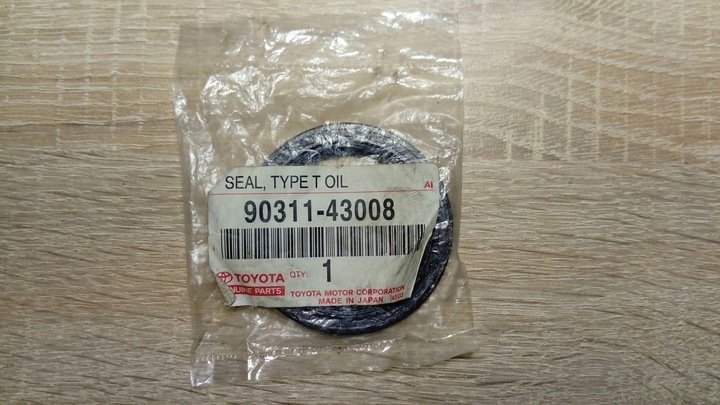 SEAL, TYPE T OIL
AI
90311-43008
TOYOTA QTY: 1
GENUINE PARTS TOYOTA MOTOR CORPORATION
MADE IN JAPAN